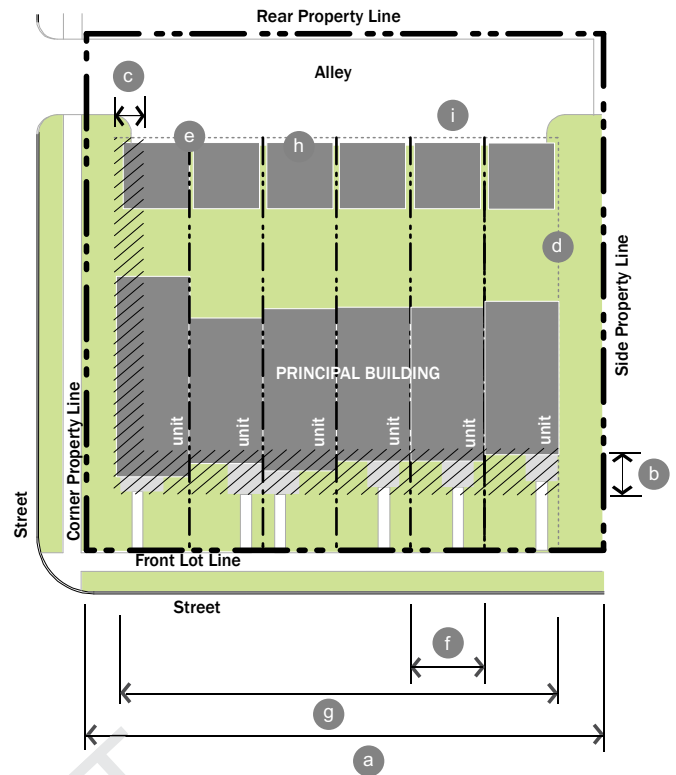 Rear Property Line
Alley
c
e
h
i
d
Side Property Line
PRINCIPAL BUILDING
unit
unit
unit
unit
unit
unit
b
Corner Property Line
Street
Front Lot Line
Street
f
g
a